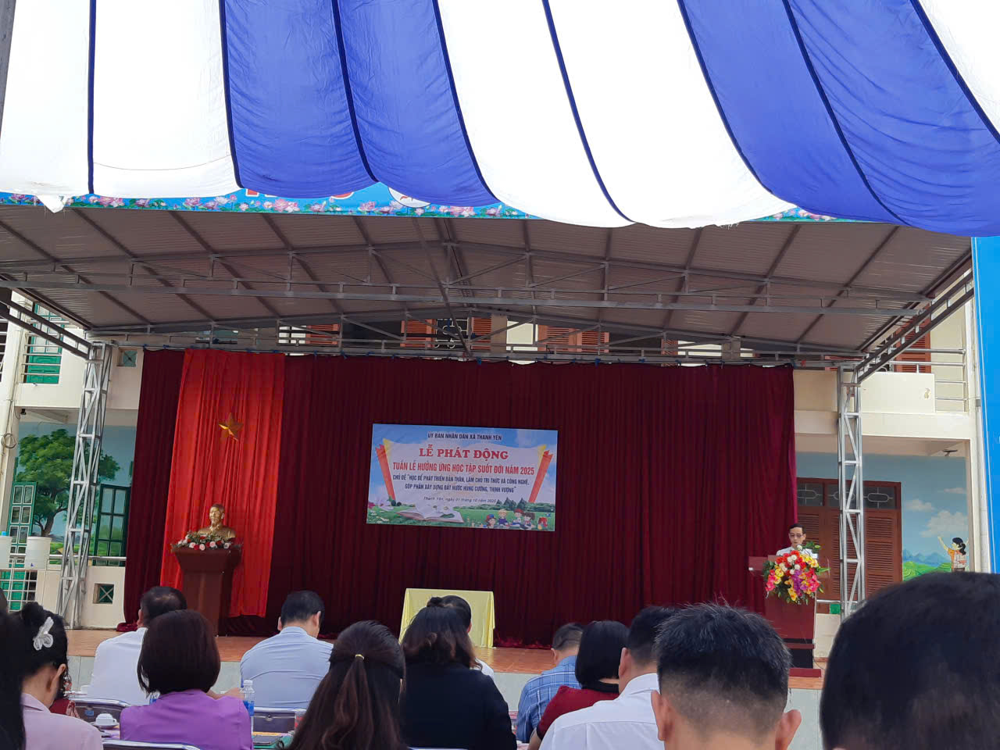 ỦY BAN NHÂN DÂN XÃ THANH YÊN
LỄ PHÁT ĐỘNG
TUẦN LỄ HƯỞNG ỨNG HỌC TẬP SUỐT ĐỜI NĂM 2025
CHỦ ĐỀ "HỌC ĐỂ PHÁT TRIỂN BẢN THÂN, LÀM CHỦ TRI THỨC VÀ CÔNG NGHỆ,
GÓP PHẦN XÂY DỰNG ĐẤT NƯỚC HÙNG CƯỜNG, THỊNH VƯỢNG"
Thanh Yên, ngày 01 tháng 10 năm 2025